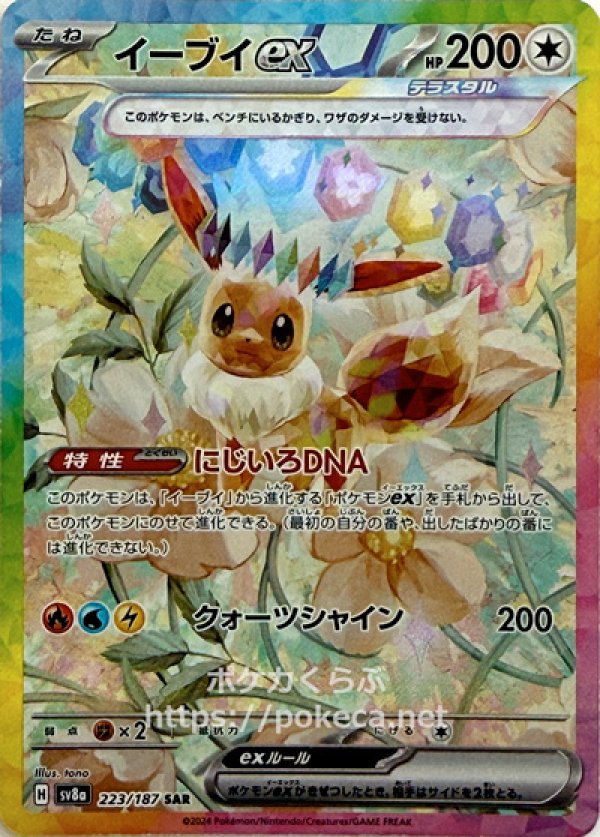 たね イーブイex HP 200
テラスタル
このポケモンは、ベンチにいるかぎり、ワザのダメージを受けない。
特性 とくせい にじいろDNA
このポケモンは、「イーブイ」から進化する「ポケモンex」を手札から出して、
このポケモンにのせて進化できる。（最初の自分の番や、出したばかりの番に
は進化できない。）
クォーツシャイン 200
ポケカくらぶ
https://pokeca.net
弱点 ×2 抵抗力 にげる
exルール
Illus. tono
ポケモンexがきぜつしたとき、相手はサイドを2枚とる。
H sv8a 223/187 SAR
©2024 Pokémon/Nintendo/Creatures/GAME FREAK